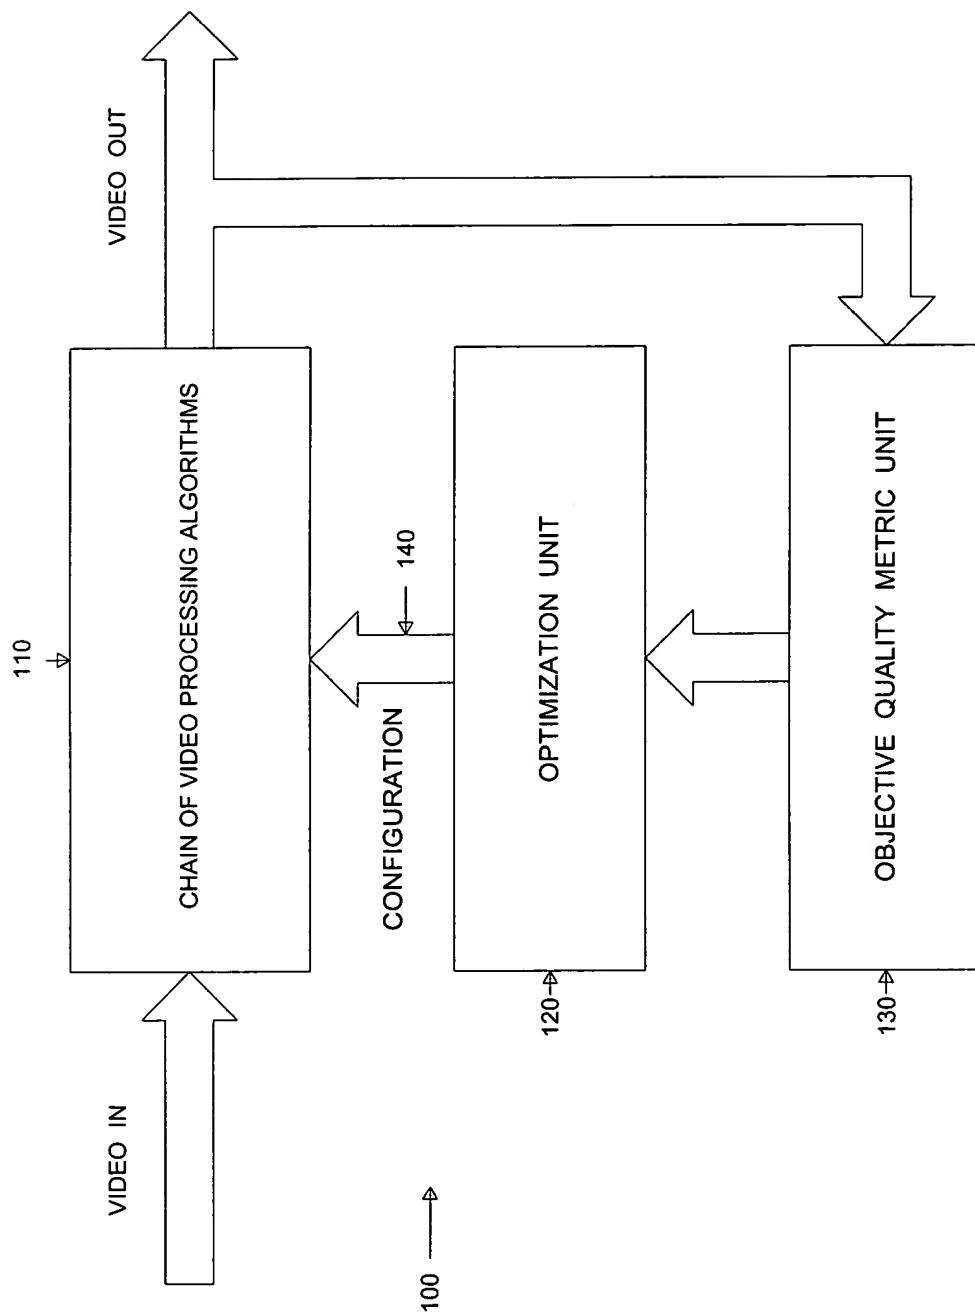 VIDEO IN
VIDEO OUT
110
CHAIN OF VIDEO PROCESSING ALGORITHMS
CONFIGURATION
140
100
120
OPTIMIZATION UNIT
130
OBJECTIVE QUALITY METRIC UNIT